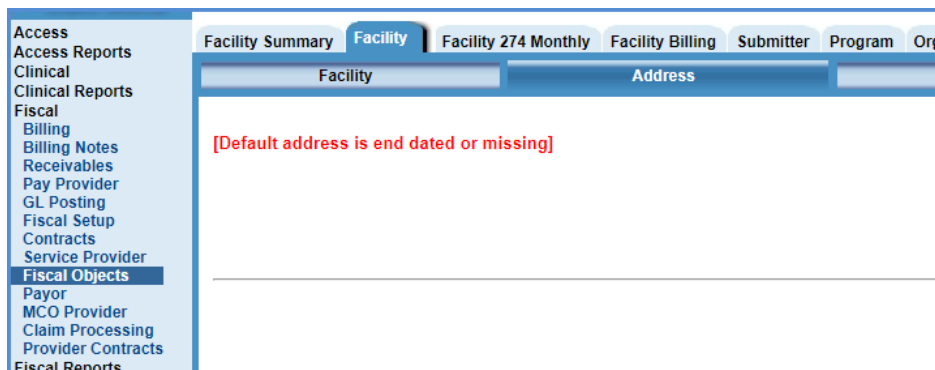 Access
Access Reports
Clinical
Clinical Reports
Fiscal
Billing
Billing Notes
Receivables
Pay Provider
GL Posting
Fiscal Setup
Contracts
Service Provider
Fiscal Objects
Payor
MCO Provider
Claim Processing
Provider Contracts
Fiscal Reports
Facility Summary Facility Facility 274 Monthly Facility Billing Submitter Program
Facility Address
[Default address is end dated or missing]